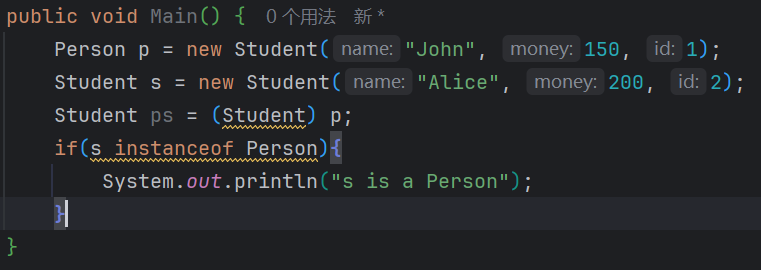 public void Main() { 0 个用法 新 *
Person p = new Student( name: "John", money: 150, id: 1);
Student s = new Student( name: "Alice", money: 200, id: 2);
Student ps = (Student) p;
if(s instanceof Person){
System.out.println("s is a Person");
}
}